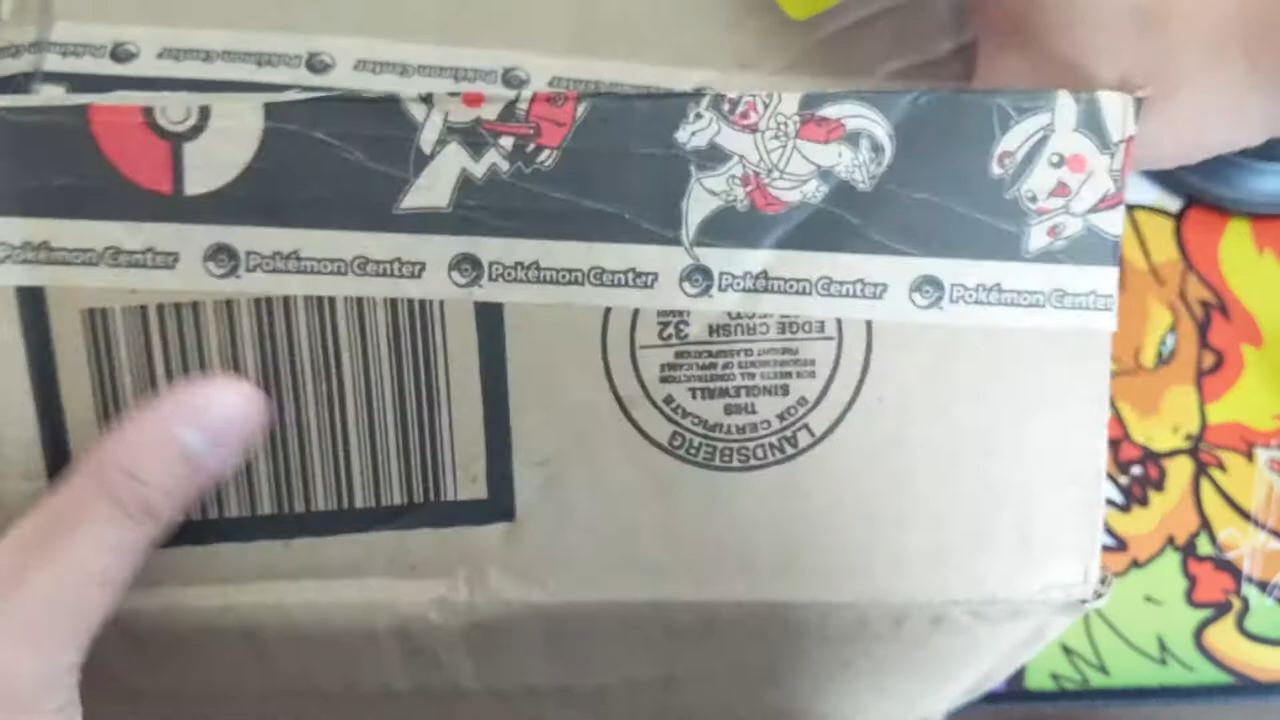 Pokémon Center Pokémon Center Pokémon Center
Pokémon Center Pokémon Center Pokémon Center Pokémon Center Pokémon Center
LANDSBERG
BOX CERTIFICATE
THIS
SINGLEWALL
BOX MEETS ALL CONSTRUCTION
REQUIREMENTS OF APPLICABLE
FREIGHT CLASSIFICATION
EDGE CRUSH
32